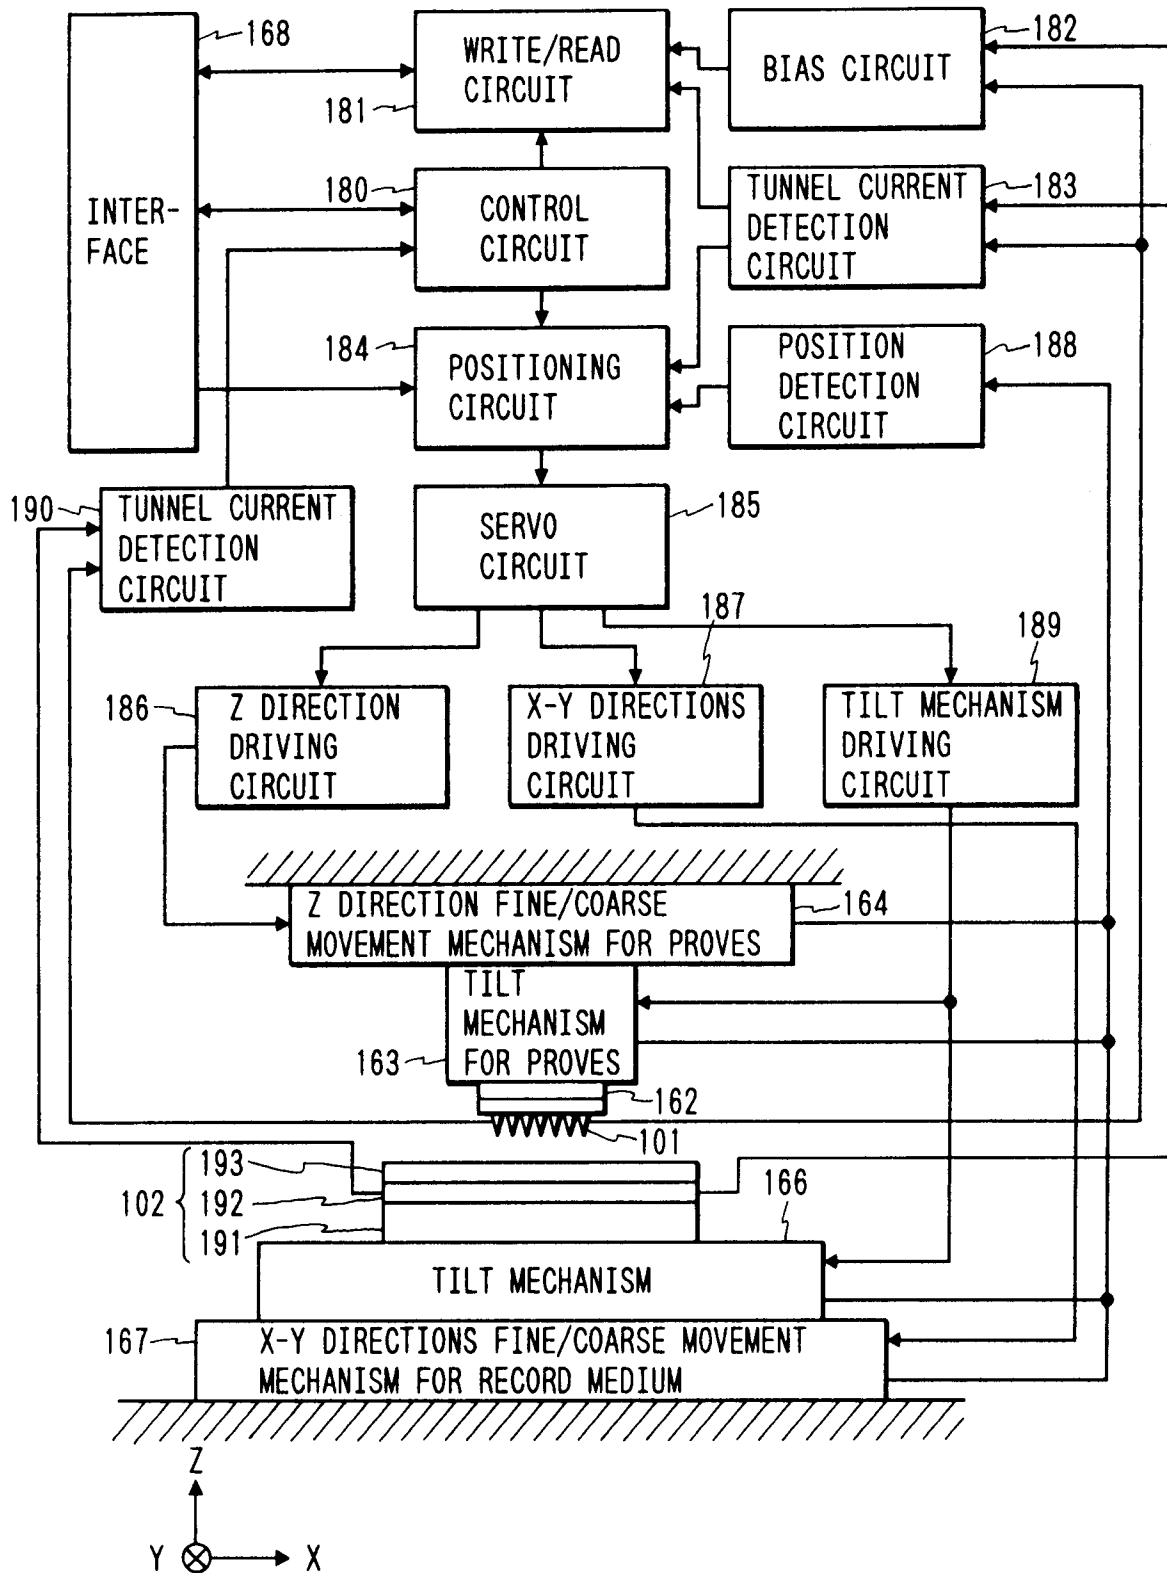 168
WRITE/READ
CIRCUIT
181
BIAS CIRCUIT
182
INTER-
FACE
180
CONTROL
CIRCUIT
TUNNEL CURRENT
DETECTION
CIRCUIT
183
184
POSITIONING
CIRCUIT
POSITION
DETECTION
CIRCUIT
188
190
TUNNEL CURRENT
DETECTION
CIRCUIT
SERVO
CIRCUIT
185
187
189
186
Z DIRECTION
DRIVING
CIRCUIT
X-Y DIRECTIONS
DRIVING
CIRCUIT
TILT MECHANISM
DRIVING
CIRCUIT
Z DIRECTION FINE/COARSE
MOVEMENT MECHANISM FOR PROVES
164
TILT
MECHANISM
FOR PROVES
163
162
101
193
102
192
191
166
TILT MECHANISM
167
X-Y DIRECTIONS FINE/COARSE MOVEMENT
MECHANISM FOR RECORD MEDIUM
Z
Y
X